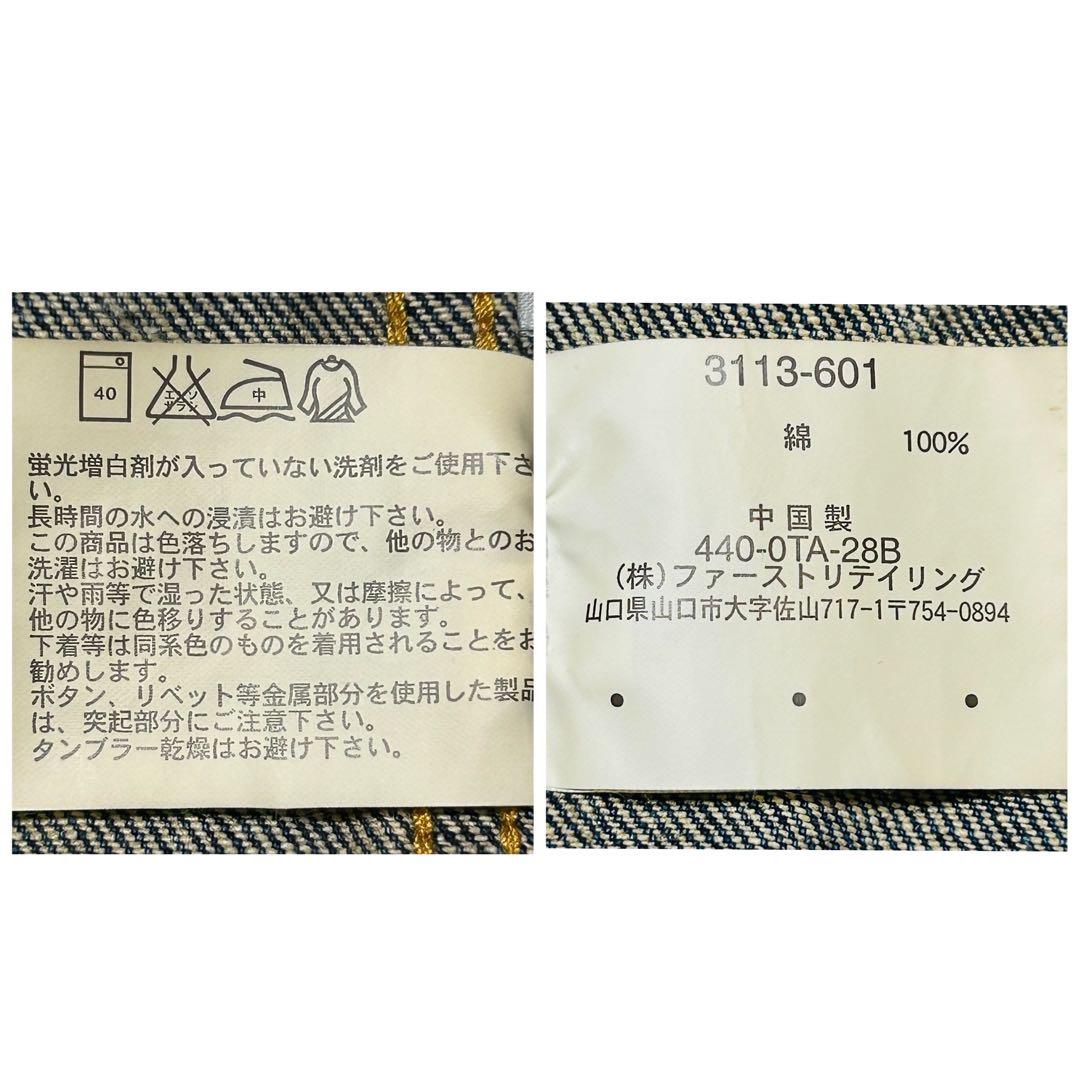 40
エンソ
サラシ
中
蛍光増白剤が入っていない洗剤をご使用下さ
い。
長時間の水への浸漬はお避け下さい。
この商品は色落ちしますので、他の物とのお
洗濯はお避け下さい。
汗や雨等で湿った状態、又は摩擦によって、
他の物に色移りすることがあります。
下着等は同系色のものを着用されることをお
勧めします。
ボタン、リベット等金属部分を使用した製品
は、突起部分にご注意下さい。
タンブラー乾燥はお避け下さい。
3113-601
綿 100%
中国製
440-0TA-28B
(株)ファーストリテイリング
山口県山口市大字佐山717-1〒754-0894